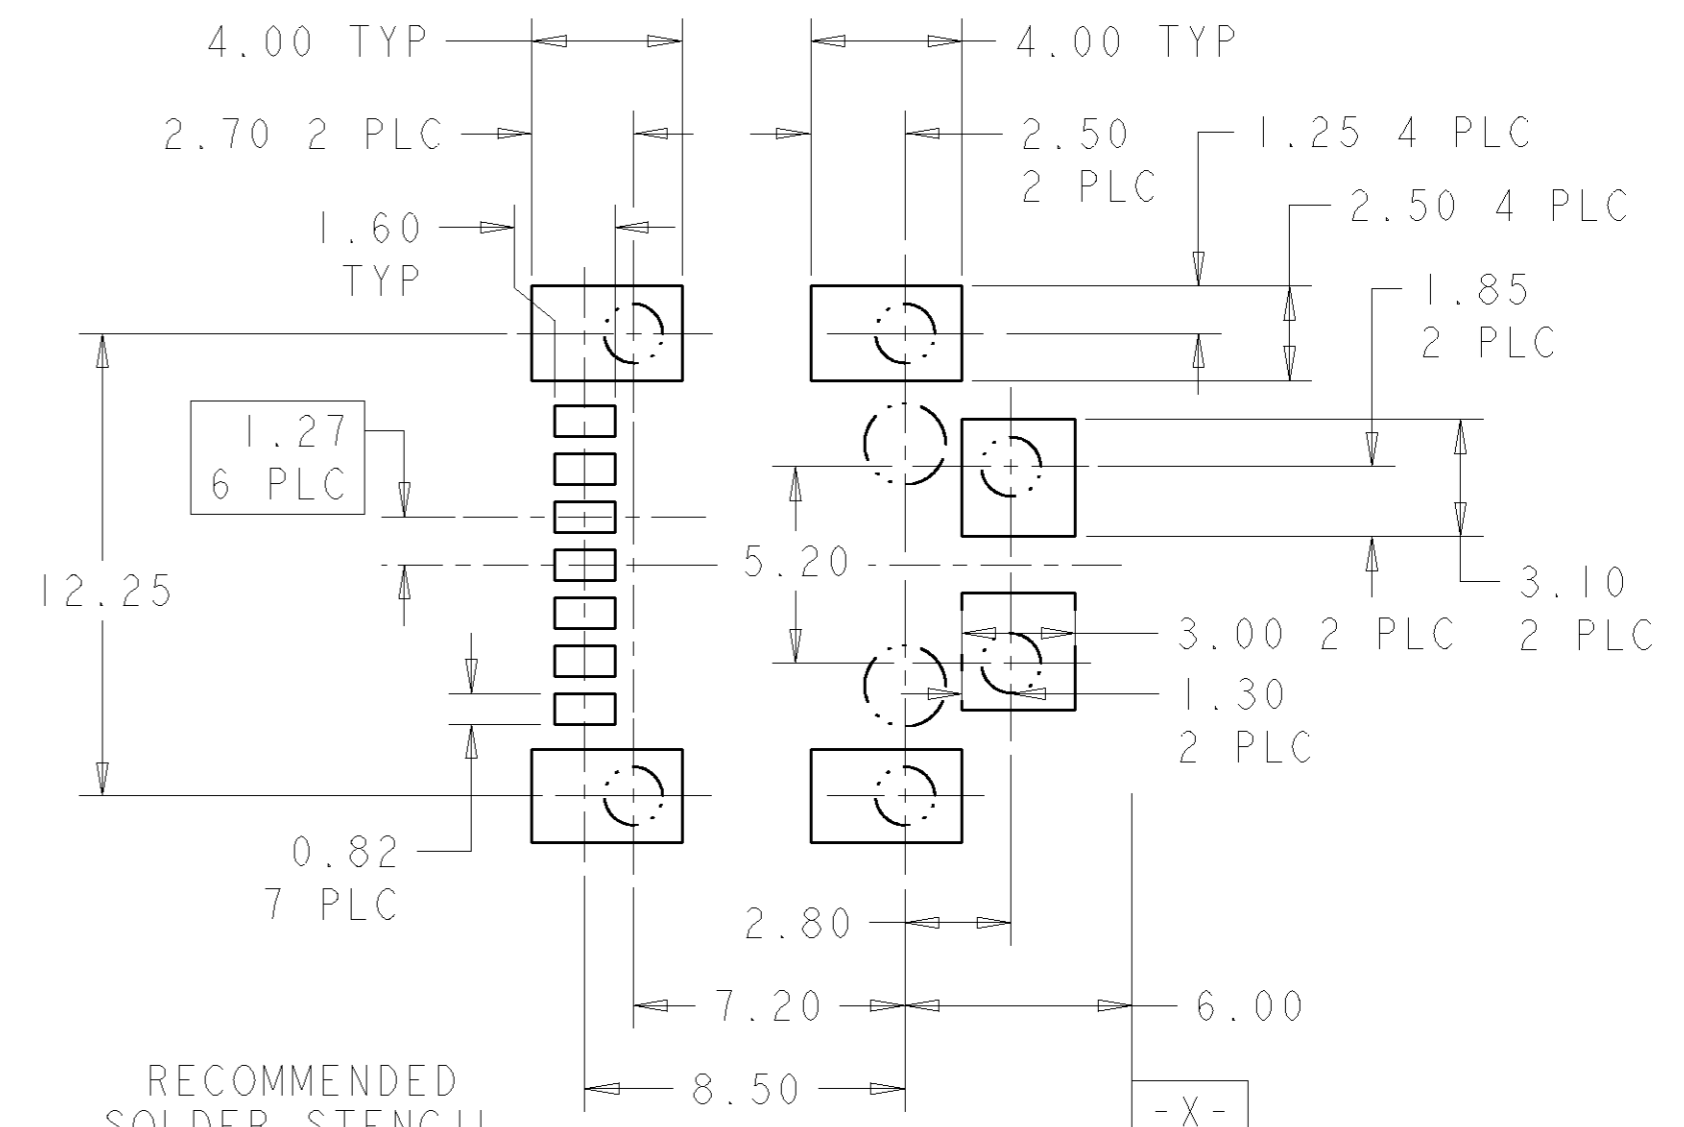 4.00 TYP
4.00 TYP
2.70 2 PLC
2.50
2 PLC
1.25 4 PLC
2.50 4 PLC
1.60
TYP
1.85
2 PLC
1.27
6 PLC
12.25
5.20
3.10
2 PLC
3.00 2 PLC
1.30
2 PLC
0.82
7 PLC
2.80
7.20
6.00
8.50
RECOMMENDED
SOLDER STENCIL
-X-